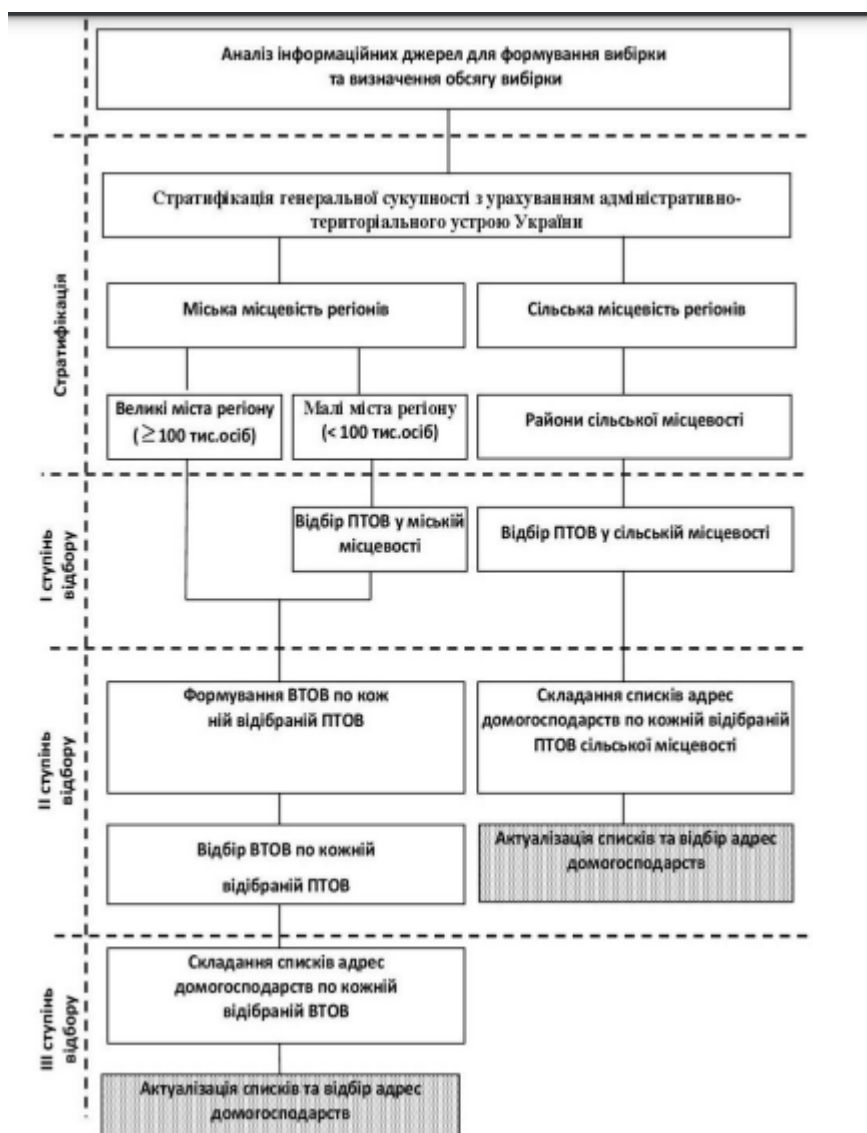 Аналіз інформаційних джерел для формування вибірки
та визначення обсягу вибірки
Стратифікація
Стратифікація генеральної сукупності з урахуванням адміністративно-
територіального устрою України
Міська місцевість регіонів
Сільська місцевість регіонів
Великі міста регіону
(≥100 тис.осіб)
Малі міста регіону
(< 100 тис.осіб)
Райони сільської місцевості
І ступінь
відбору
Відбір ПТОВ у міській
місцевості
Відбір ПТОВ у сільській місцевості
ІІ ступінь
відбору
Формування ВТОВ по кож
ній відібраній ПТОВ
Складання списків адрес
домогосподарств по кожній відібраній
ПТОВ сільської місцевості
Відбір ВТОВ по кожній
відібраній ПТОВ
Актуалізація списків та відбір адрес
домогосподарств
ІІІ ступінь
відбору
Складання списків адрес
домогосподарств по кожній
відібраній ВТОВ
Актуалізація списків та відбір адрес
домогосподарств